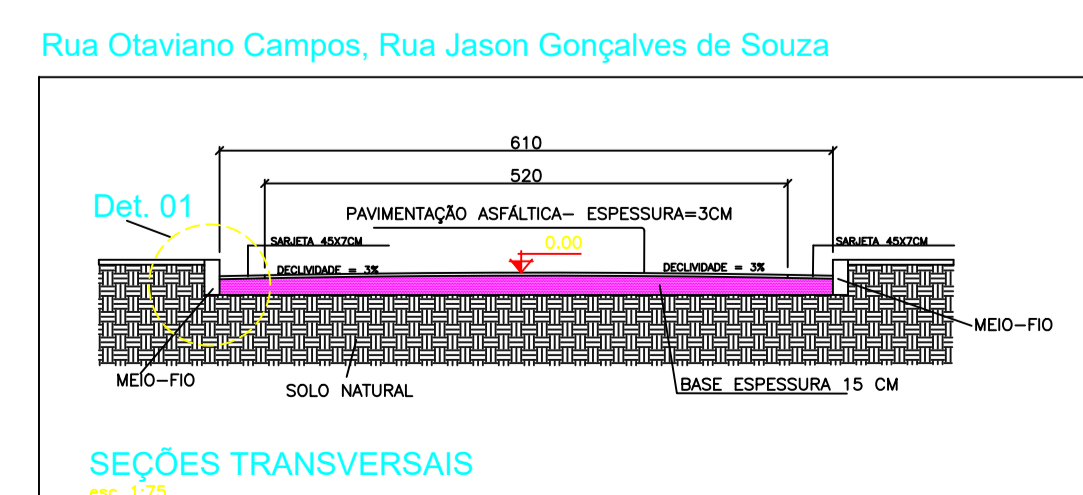 Rua Otaviano Campos, Rua Jason Gonçalves de Souza
610
520
Det. 01
PAVIMENTAÇÃO ASFÁLTICA- ESPESSURA=3CM
SARJETA 45X7CM
0.00
SARJETA 45X7CM
DECLIVIDADE = 3%
DECLIVIDADE = 3%
MEIO-FIO
MEIO-FIO
SOLO NATURAL
BASE ESPESSURA 15 CM
SEÇÕES TRANSVERSAIS
esc. 1:75